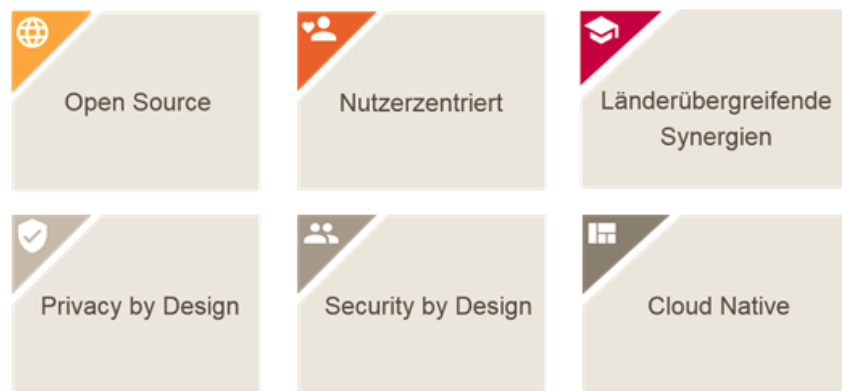 Open Source
Nutzerzentriert
Länderübergreifende
Synergien
Privacy by Design
Security by Design
Cloud Native